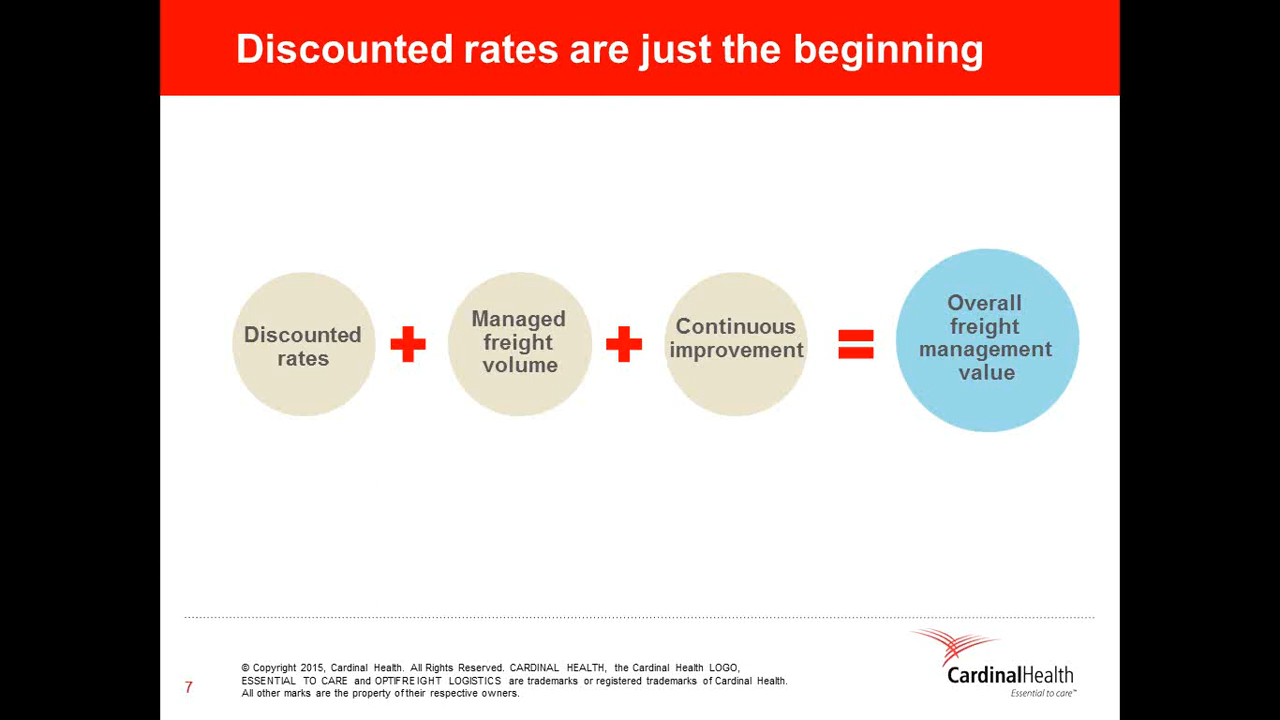 Discounted rates are just the beginning
Discounted
rates
Managed
freight
volume
Continuous
improvement
Overall
freight
management
value
7
© Copyright 2015, Cardinal Health. All Rights Reserved. CARDINAL HEALTH, the Cardinal Health LOGO,
ESSENTIAL TO CARE and OPTIFREIGHT LOGISTICS are trademarks or registered trademarks of Cardinal Health.
All other marks are the property of their respective owners.
CardinalHealth
Essential to care™